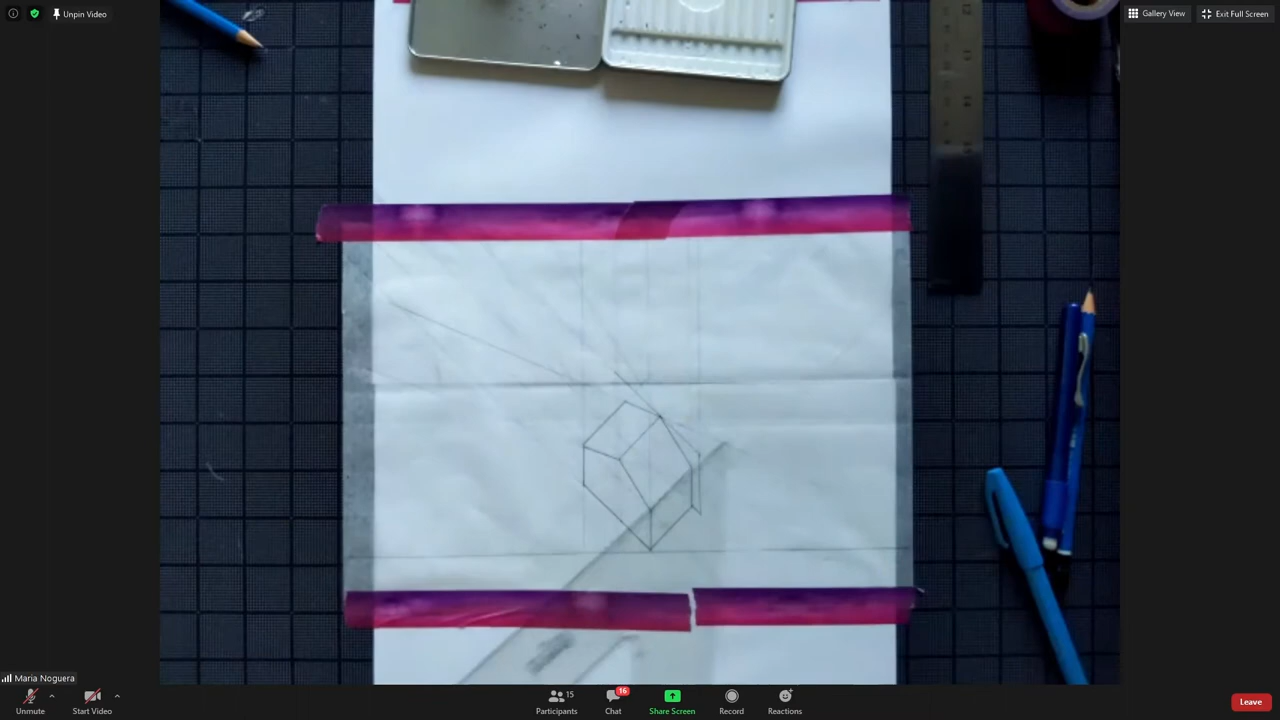 Unpin Video
Gallery View
Exit Full Screen
Maria Noguera
Unmute
Start Video
15
Participants
16
Chat
Share Screen
Record
Reactions
Leave